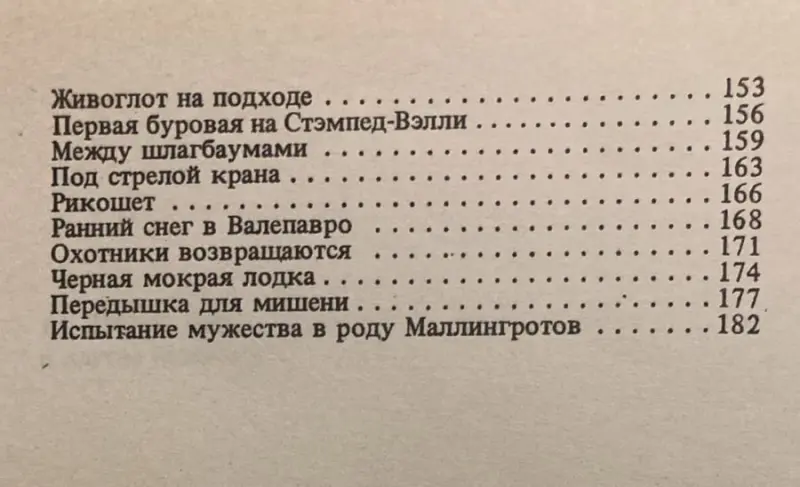 Живоглот на подходе . . . . . . . . . . . . . . . . . . . . . . . . 153
Первая буровая на Стэмпед-Вэлли . . . . . . . . . . . . . . 156
Между шлагбаумами . . . . . . . . . . . . . . . . . . . . . . . . 159
Под стрелой крана . . . . . . . . . . . . . . . . . . . . . . . . . . 163
Рикошет . . . . . . . . . . . . . . . . . . . . . . . . . . . . . . . . . 166
Ранний снег в Валепавро . . . . . . . . . . . . . . . . . . . . . 168
Охотники возвращаются . . . . . . . . . . . . . . . . . . . . . 171
Черная мокрая лодка . . . . . . . . . . . . . . . . . . . . . . . . 174
Передышка для мишени . . . . . . . . . . . . . . . . . . . . . . 177
Испытание мужества в роду Маллингротов . . . . . . . 182